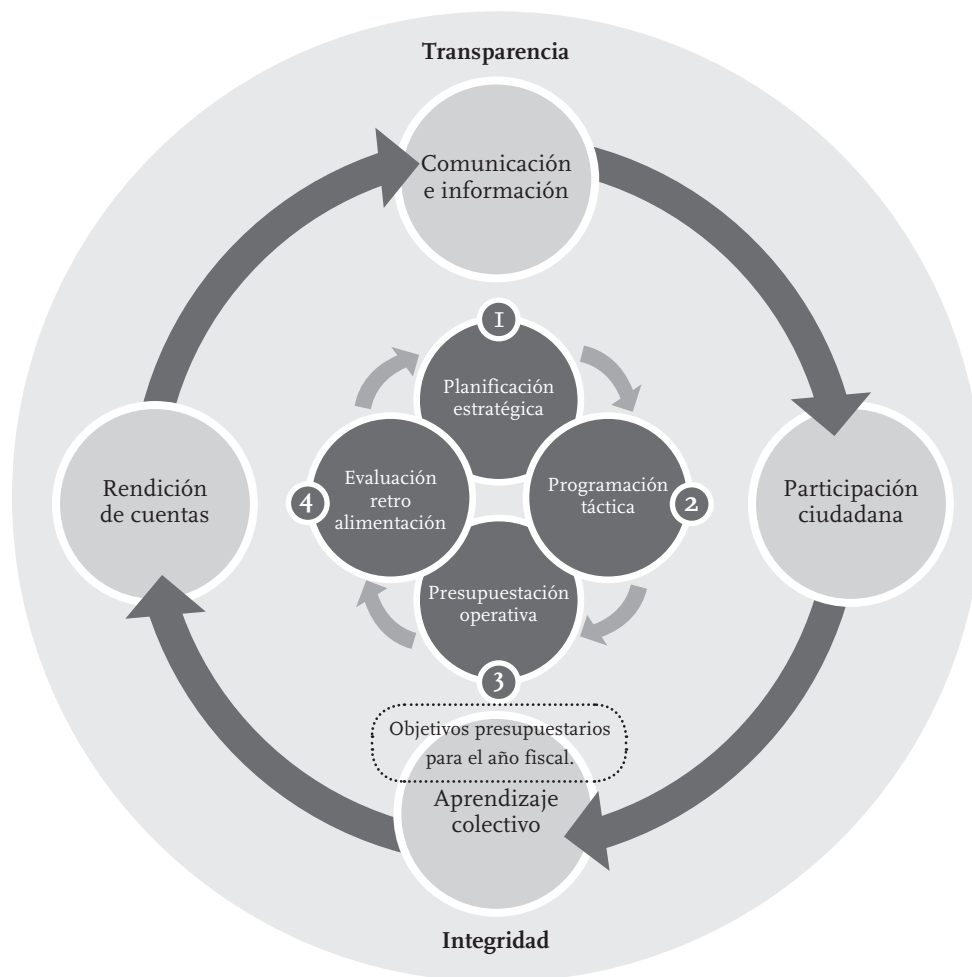 Transparencia
Comunicación
e información
1
Planificación
estratégica
Evaluación
retro
alimentación
4
Programación
táctica
2
Rendición
de cuentas
Participación
ciudadana
Presupuestación
operativa
3
Objetivos presupuestarios
para el año fiscal.
Aprendizaje
colectivo
Integridad